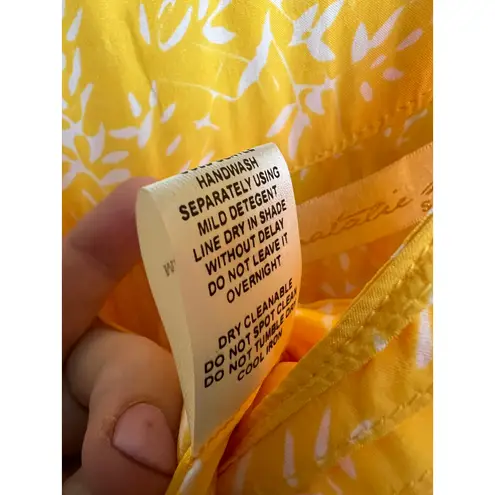 HANDWASH
SEPARATELY USING
MILD DETEGENT
LINE DRY IN SHADE
WITHOUT DELAY
DO NOT LEAVE IT
OVERNIGHT
DRY CLEANABLE
DO NOT SPOT CLEAN
DO NOT TUMBLE DRY
COOL IRON
natalie